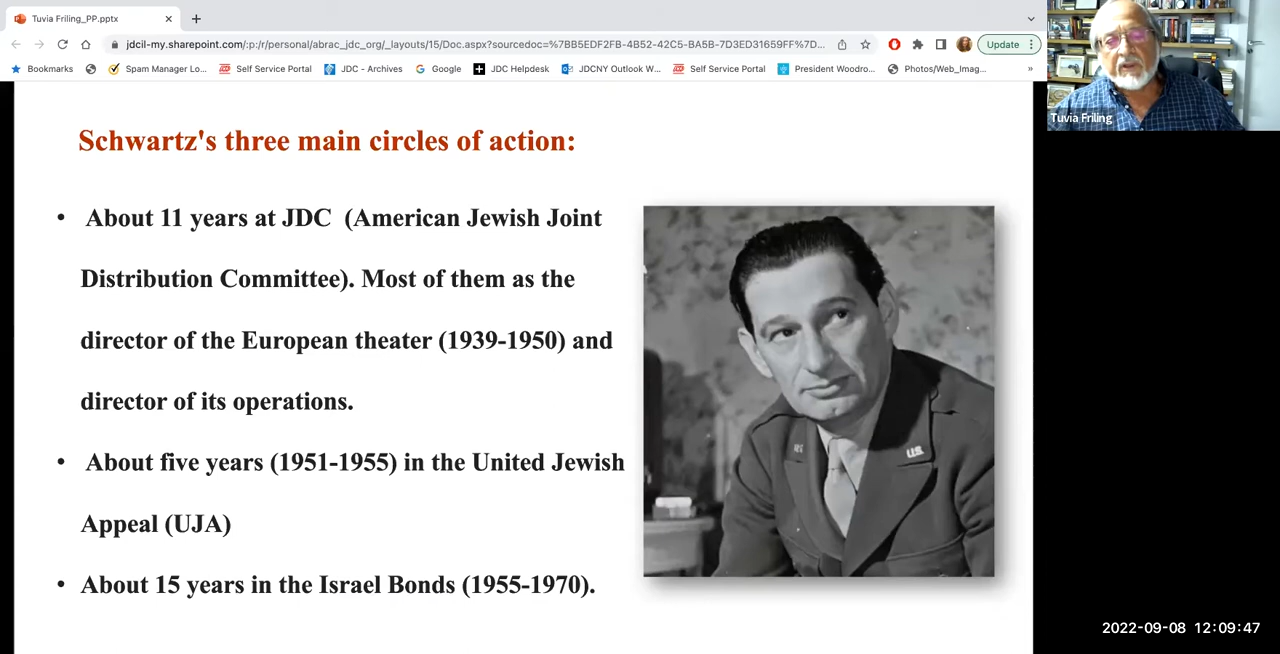 Tuvia Friling_PP.pptx
jdcil-my.sharepoint.com/:p:/r/personal/abrac_jdc_org/_layouts/15/Doc.aspx?sourcedoc=%7BB5EDF2FB-4B52-42C5-BA5B-7D3ED31659FF%7D...
Update
Bookmarks Spam Manager Lo... Self Service Portal JDC - Archives Google JDC Helpdesk JDCNY Outlook W... Self Service Portal President Woodro... Photos/Web_Imag... »
Tuvia Friling
Schwartz's three main circles of action:
• About 11 years at JDC (American Jewish Joint
Distribution Committee). Most of them as the
director of the European theater (1939-1950) and
director of its operations.
• About five years (1951-1955) in the United Jewish
Appeal (UJA)
• About 15 years in the Israel Bonds (1955-1970).
U.S.
2022-09-08 12:09:47